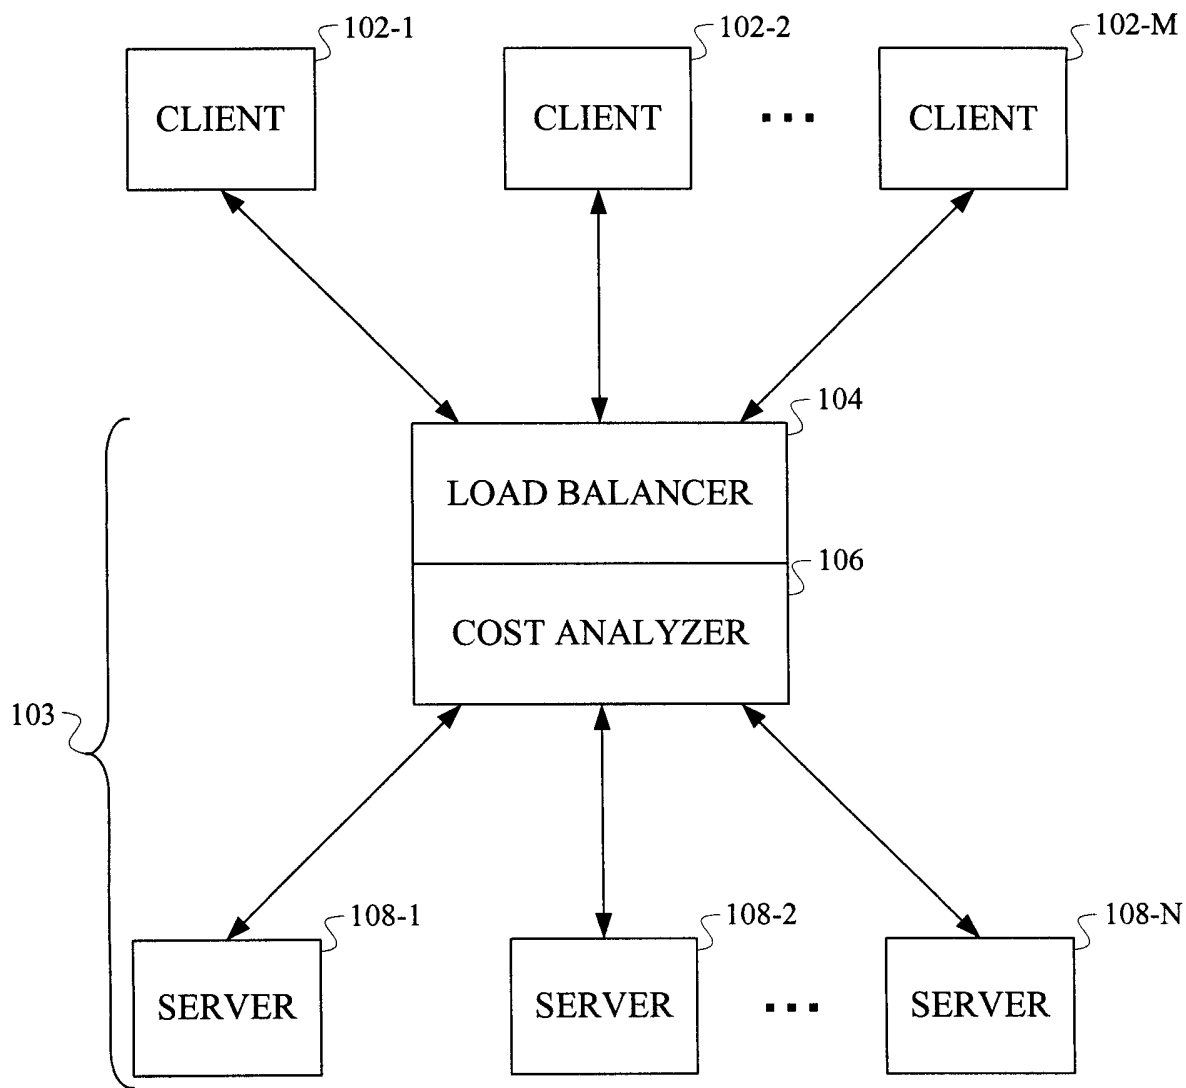 102-1
102-2
102-M
CLIENT
CLIENT
...
CLIENT
104
LOAD BALANCER
106
COST ANALYZER
103
108-1
108-2
108-N
SERVER
SERVER
...
SERVER